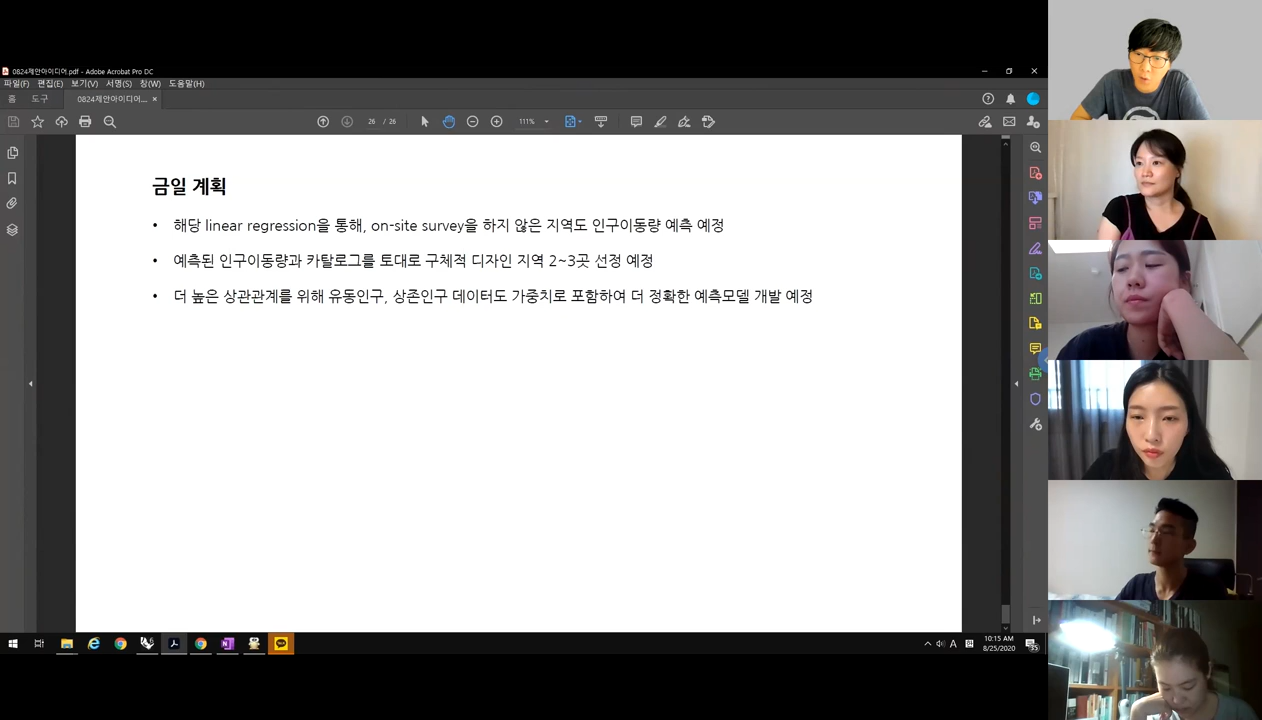 0824제안아이디어.pdf - Adobe Acrobat Pro DC
파일(F) 편집(E) 보기(V) 서명(S) 창(W) 도움말(H)
홈 도구 0824제안아이디어... ×
26 / 26 111%
금일 계획
• 해당 linear regression을 통해, on-site survey을 하지 않은 지역도 인구이동량 예측 예정
• 예측된 인구이동량과 카탈로그를 토대로 구체적 디자인 지역 2~3곳 선정 예정
• 더 높은 상관관계를 위해 유동인구, 상존인구 데이터도 가중치로 포함하여 더 정확한 예측모델 개발 예정
A 10:15 AM
8/25/2020